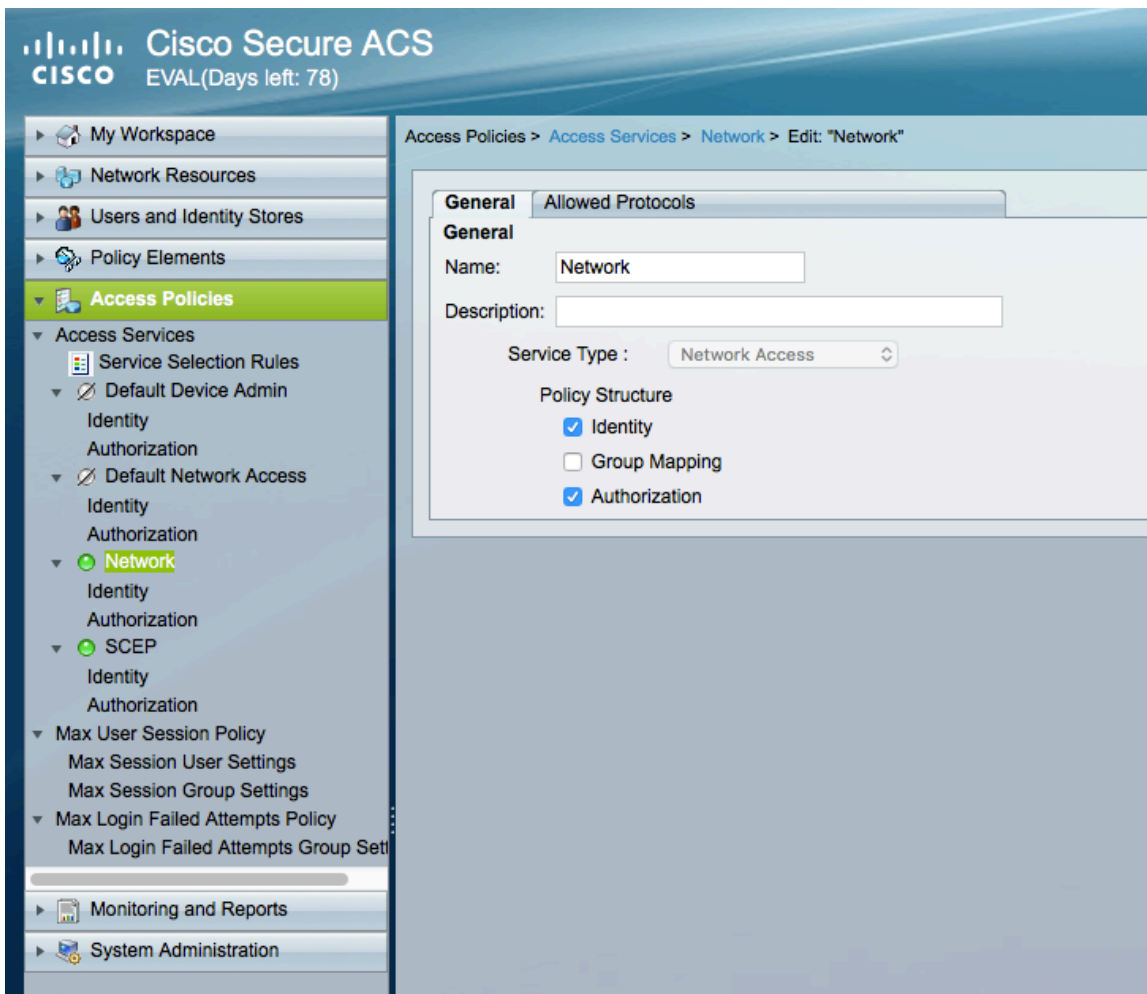 Cisco Secure ACS
CISCO
EVAL(Days left: 78)
My Workspace
Network Resources
Users and Identity Stores
Policy Elements
Access Policies
Access Services
Service Selection Rules
Default Device Admin
Identity
Authorization
Default Network Access
Identity
Authorization
Network
Identity
Authorization
SCEP
Identity
Authorization
Max User Session Policy
Max Session User Settings
Max Session Group Settings
Max Login Failed Attempts Policy
Max Login Failed Attempts Group Sett
Monitoring and Reports
System Administration
Access Policies > Access Services > Network > Edit: "Network"
General Allowed Protocols
General
Name: Network
Description:
Service Type : Network Access
Policy Structure
Identity
Group Mapping
Authorization